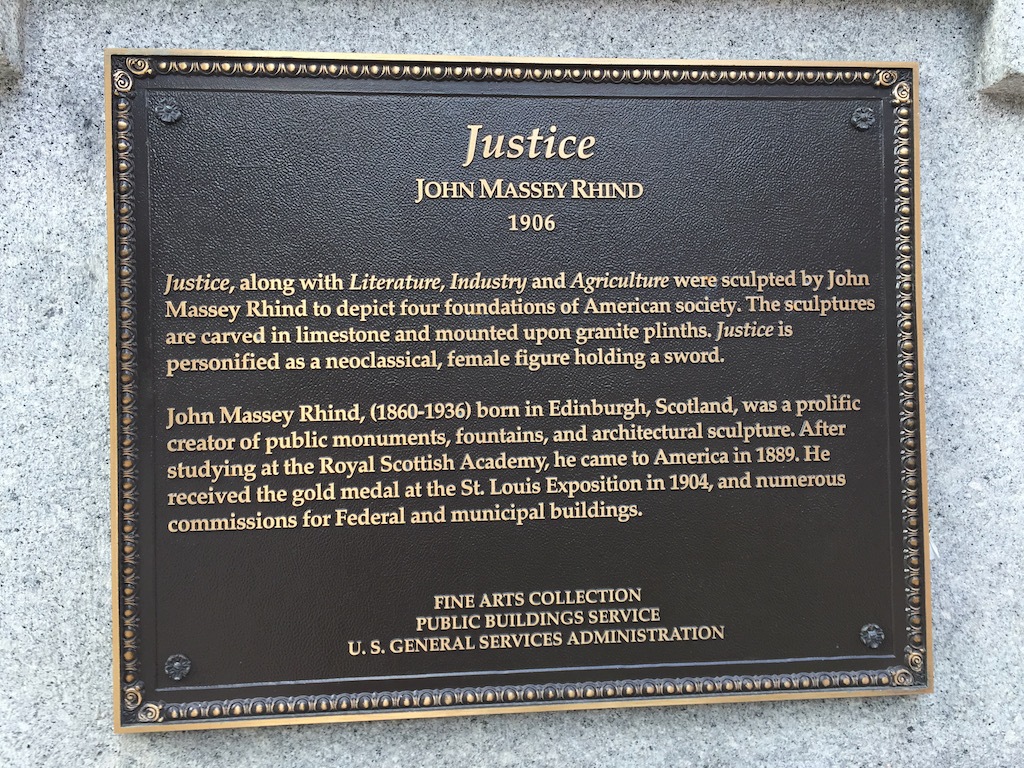 Justice
JOHN MASSEY RHIND
1906
Justice, along with Literature, Industry and Agriculture were sculpted by John
Massey Rhind to depict four foundations of American society. The sculptures
are carved in limestone and mounted upon granite plinths. Justice is
personified as a neoclassical, female figure holding a sword.
John Massey Rhind, (1860-1936) born in Edinburgh, Scotland, was a prolific
creator of public monuments, fountains, and architectural sculpture. After
studying at the Royal Scottish Academy, he came to America in 1889. He
received the gold medal at the St. Louis Exposition in 1904, and numerous
commissions for Federal and municipal buildings.
FINE ARTS COLLECTION
PUBLIC BUILDINGS SERVICE
U. S. GENERAL SERVICES ADMINISTRATION